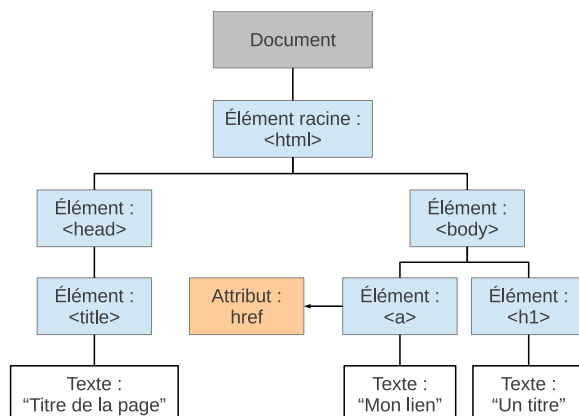 Document
Élément racine :
<html>
Élément :
<head>
Élément :
<body>
Élément :
<title>
Attribut :
href
Élément :
<a>
Élément :
<h1>
Texte :
“Titre de la page”
Texte :
“Mon lien”
Texte :
“Un titre”